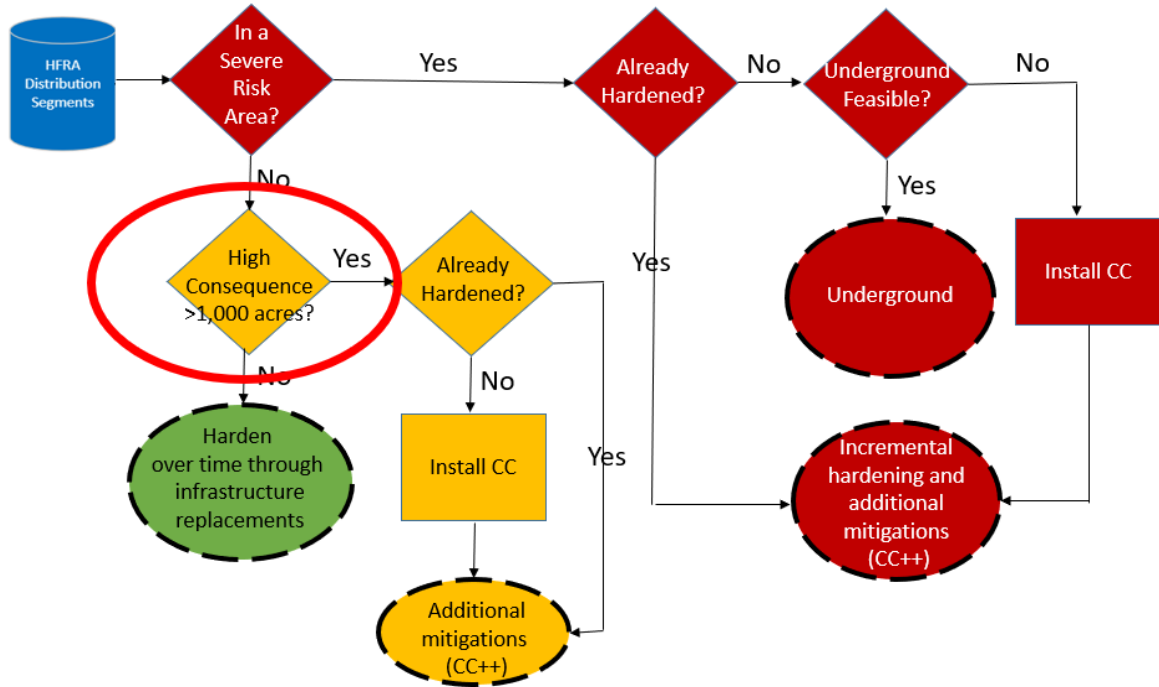 HFRA
Distribution
Segments
In a
Severe
Risk
Area?
Yes
Already
Hardened?
No
Underground
Feasible?
No
No
Yes
Yes
High
Consequence
>1,000 acres?
Yes
Already
Hardened?
Underground
Install CC
No
No
Harden
over time through
infrastructure
replacements
Install CC
Yes
Incremental
hardening and
additional
mitigations
(CC++)
Additional
mitigations
(CC++)